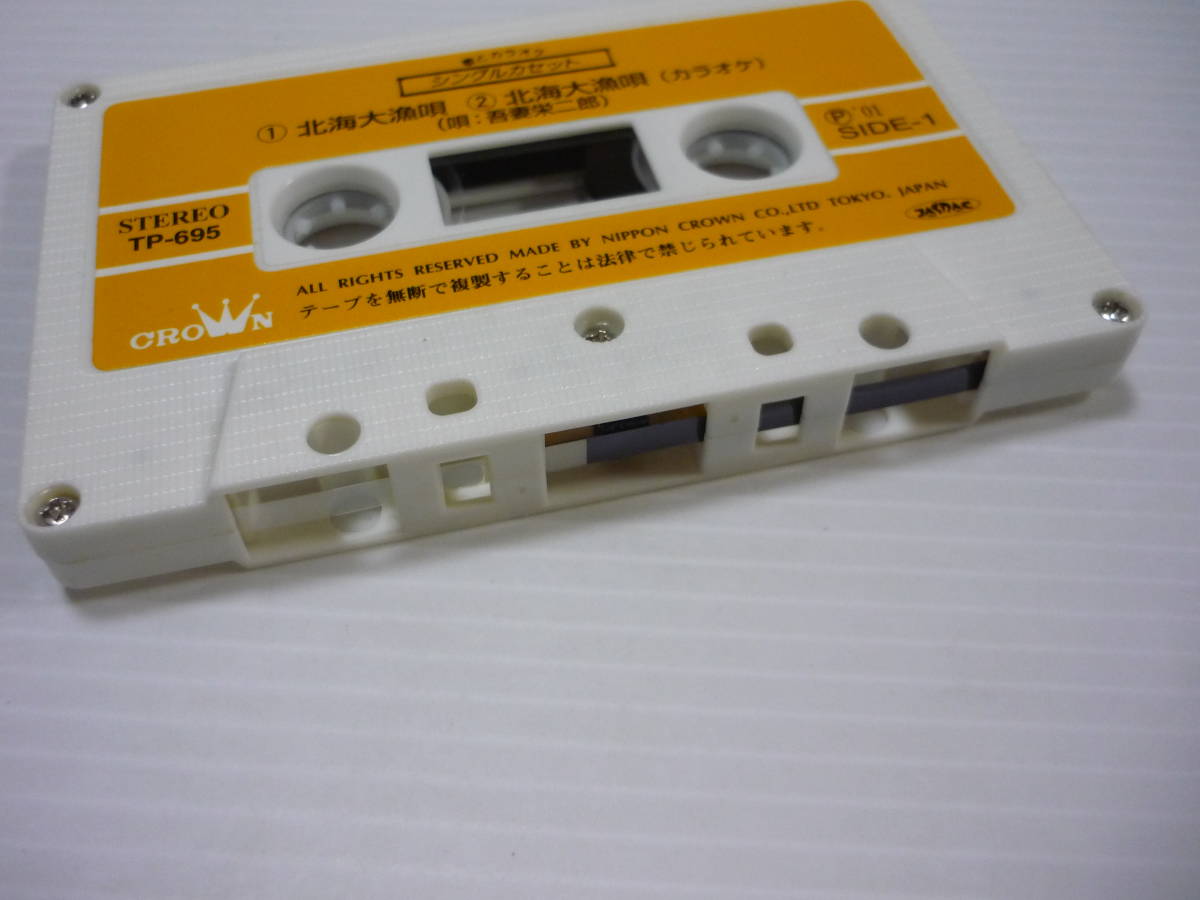 唄とカラオケ
シングルカセット
① 北海大漁唄 ② 北海大漁唄 (カラオケ)
(唄:吾妻栄二郎)
Ⓟ '01
SIDE-1
STEREO
TP-695
ALL RIGHTS RESERVED MADE BY NIPPON CROWN CO.,LTD TOKYO. JAPAN
JASRAC
テープを無断で複製することは法律で禁じられています。
CROWN